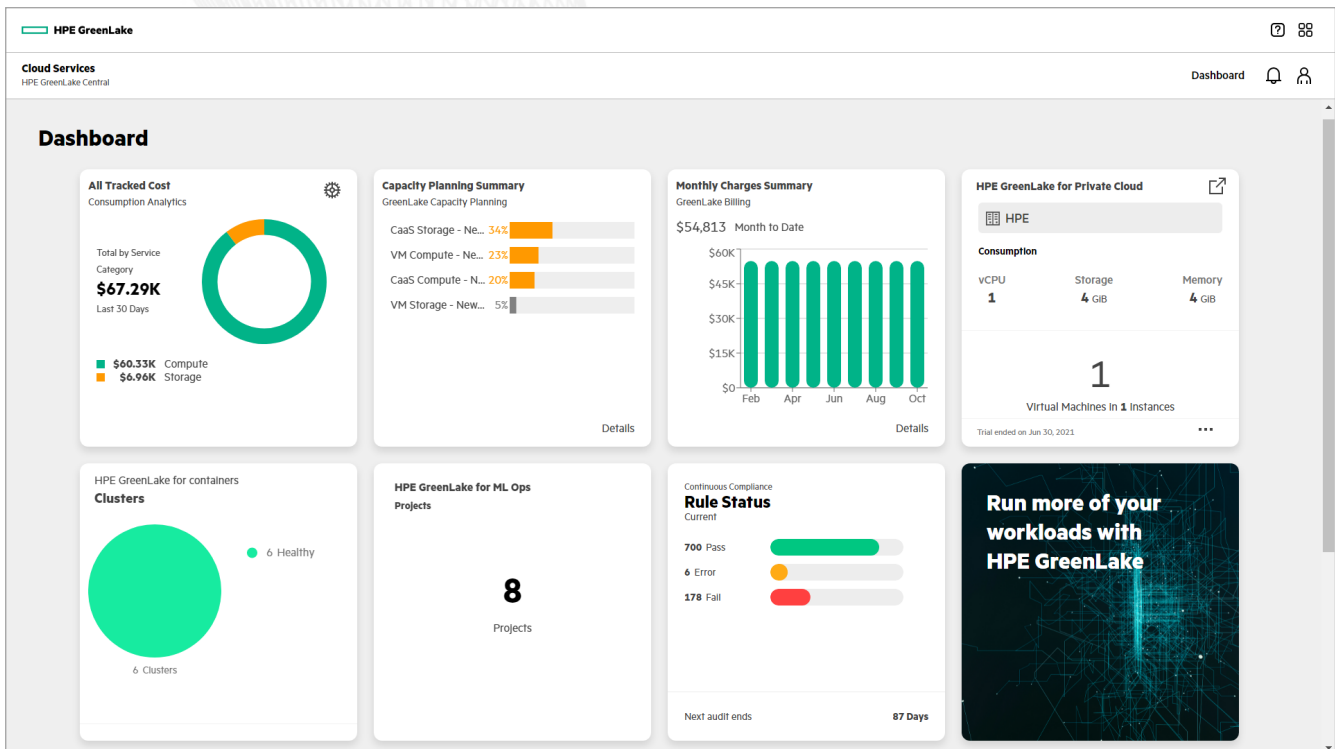 HPE GreenLake
Cloud Services
HPE GreenLake Central
Dashboard
Dashboard
All Tracked Cost
Consumption Analytics
Total by Service
Category
$67.29K
Last 30 Days
$60.33K Compute
$6.96K Storage
Capacity Planning Summary
GreenLake Capacity Planning
CaaS Storage - Ne... 34%
VM Compute - Ne... 23%
CaaS Compute - N... 20%
VM Storage - New... 5%
Details
Monthly Charges Summary
GreenLake Billing
$54,813 Month to Date
$60K
$45K
$30K
$15K
$0
Feb Apr Jun Aug Oct
Details
HPE GreenLake for Private Cloud
HPE
Consumption
vCPU Storage Memory
1 4 GiB 4 GiB
1
Virtual Machines in 1 Instances
Trial ended on Jun 30, 2021
HPE GreenLake for containers
Clusters
6 Healthy
6 Clusters
HPE GreenLake for ML Ops
Projects
8
Projects
Continuous Compliance
Rule Status
Current
700 Pass
6 Error
178 Fail
Next audit ends 87 Days
Run more of your
workloads with
HPE GreenLake